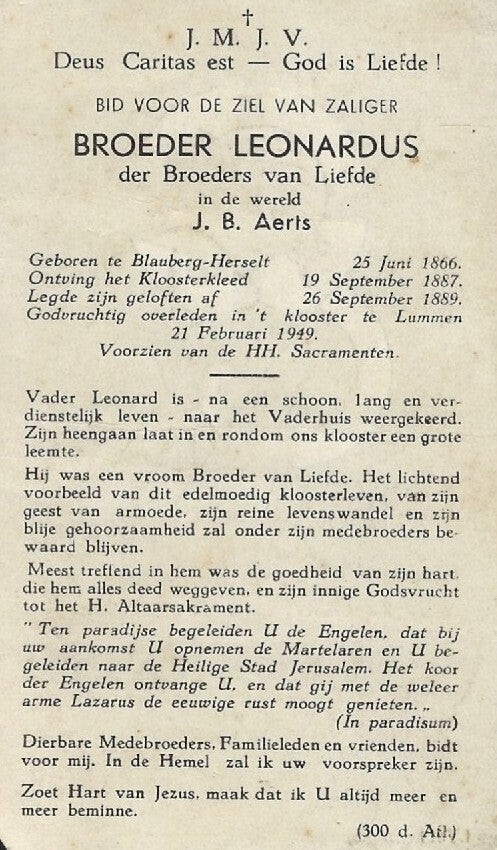 †
J. M. J. V.
Deus Caritas est — God is Liefde !
BID VOOR DE ZIEL VAN ZALIGER
BROEDER LEONARDUS
der Broeders van Liefde
in de wereld
J. B. Aerts
Geboren te Blauberg-Herselt 25 Juni 1866.
Ontving het Kloosterkleed 19 September 1887.
Legde zijn geloften af 26 September 1889.
Godvruchtig overleden in 't klooster te Lummen
21 Februari 1949.
Voorzien van de HH. Sacramenten.
Vader Leonard is - na een schoon, lang en ver-
dienstelijk leven - naar het Vaderhuis weergekeerd.
Zijn heengaan laat in en rondom ons klooster een grote
leemte.
Hij was een vroom Broeder van Liefde. Het lichtend
voorbeeld van dit edelmoedig kloosterleven, van zijn
geest van armoede, zijn reine levenswandel en zijn
blije gehoorzaamheid zal onder zijn medebroeders be-
waard blijven.
Meest treffend in hem was de goedheid van zijn hart,
die hem alles deed weggeven, en zijn innige Godsvrucht
tot het H. Altaarsakrament.
" Ten paradijse begeleiden U de Engelen, dat bij
uw aankomst U opnemen de Martelaren en U be-
geleiden naar de Heilige Stad Jerusalem. Het koor
der Engelen ontvange U, en dat gij met de weleer
arme Lazarus de eeuwige rust moogt genieten.,,
(In paradisum)
Dierbare Medebroeders, Familieleden en vrienden, bidt
voor mij. In de Hemel zal ik uw voorspreker zijn.
Zoet Hart van Jezus, maak dat ik U altijd meer en
meer beminne.
(300 d. Afl.)